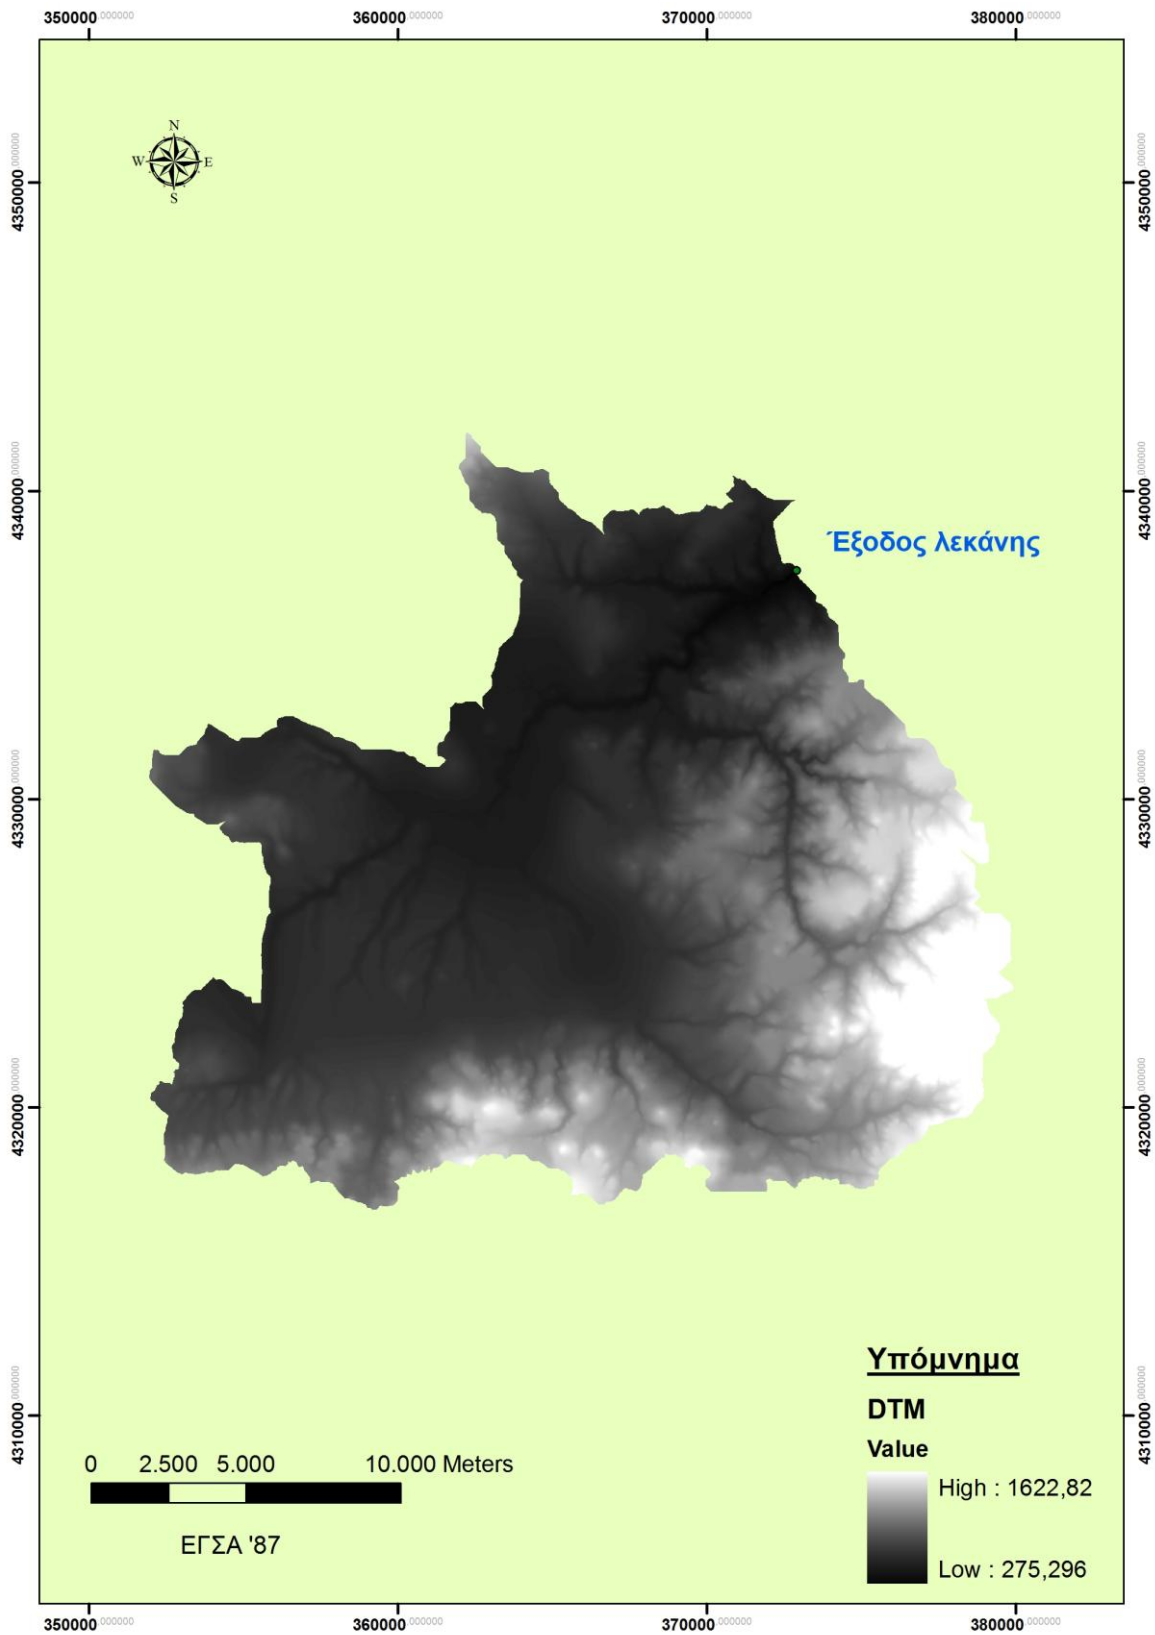 350000.000000 360000.000000 370000.000000 380000.000000
N
W E
S
4350000.000000 4350000.000000
4340000.000000 4340000.000000
Έξοδος λεκάνης
4330000.000000 4330000.000000
4320000.000000 4320000.000000
Υπόμνημα
DTM
4310000.000000 4310000.000000
Value
0 2.500 5.000 10.000 Meters
High : 1622,82
ΕΓΣΑ '87
Low : 275,296
350000.000000 360000.000000 370000.000000 380000.000000